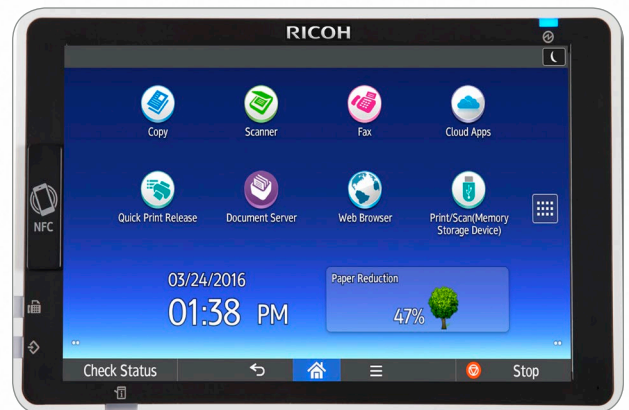 RICOH
Copy
Scanner
Fax
Cloud Apps
Quick Print Release
Document Server
Web Browser
Print/Scan(Memory
Storage Device)
NFC
03/24/2016
01:38 PM
Paper Reduction
47%
Check Status
Stop